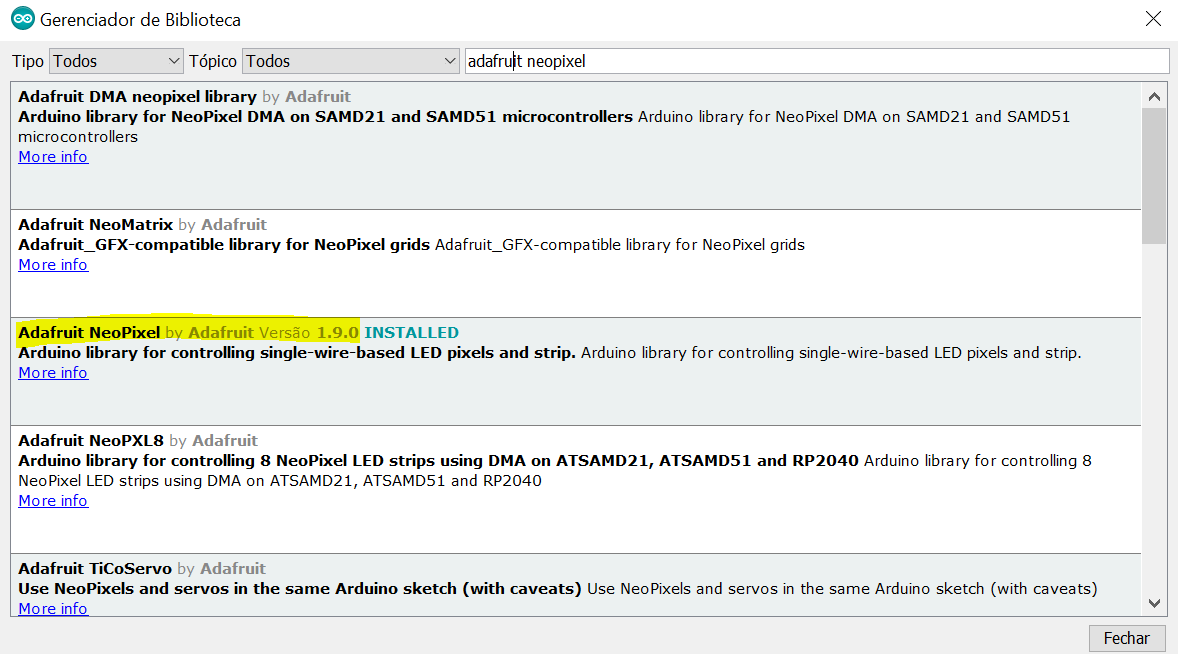 Gerenciador de Biblioteca
Tipo Todos Tópico Todos adafruit neopixel
Adafruit DMA neopixel library by Adafruit
Arduino library for NeoPixel DMA on SAMD21 and SAMD51 microcontrollers Arduino library for NeoPixel DMA on SAMD21 and SAMD51
microcontrollers
More info
Adafruit NeoMatrix by Adafruit
Adafruit_GFX-compatible library for NeoPixel grids Adafruit_GFX-compatible library for NeoPixel grids
More info
Adafruit NeoPixel by Adafruit Versão 1.9.0 INSTALLED
Arduino library for controlling single-wire-based LED pixels and strip. Arduino library for controlling single-wire-based LED pixels and strip.
More info
Adafruit NeoPXL8 by Adafruit
Arduino library for controlling 8 NeoPixel LED strips using DMA on ATSAMD21, ATSAMD51 and RP2040 Arduino library for controlling 8
NeoPixel LED strips using DMA on ATSAMD21, ATSAMD51 and RP2040
More info
Adafruit TiCoServo by Adafruit
Use NeoPixels and servos in the same Arduino sketch (with caveats) Use NeoPixels and servos in the same Arduino sketch (with caveats)
More info
Fechar